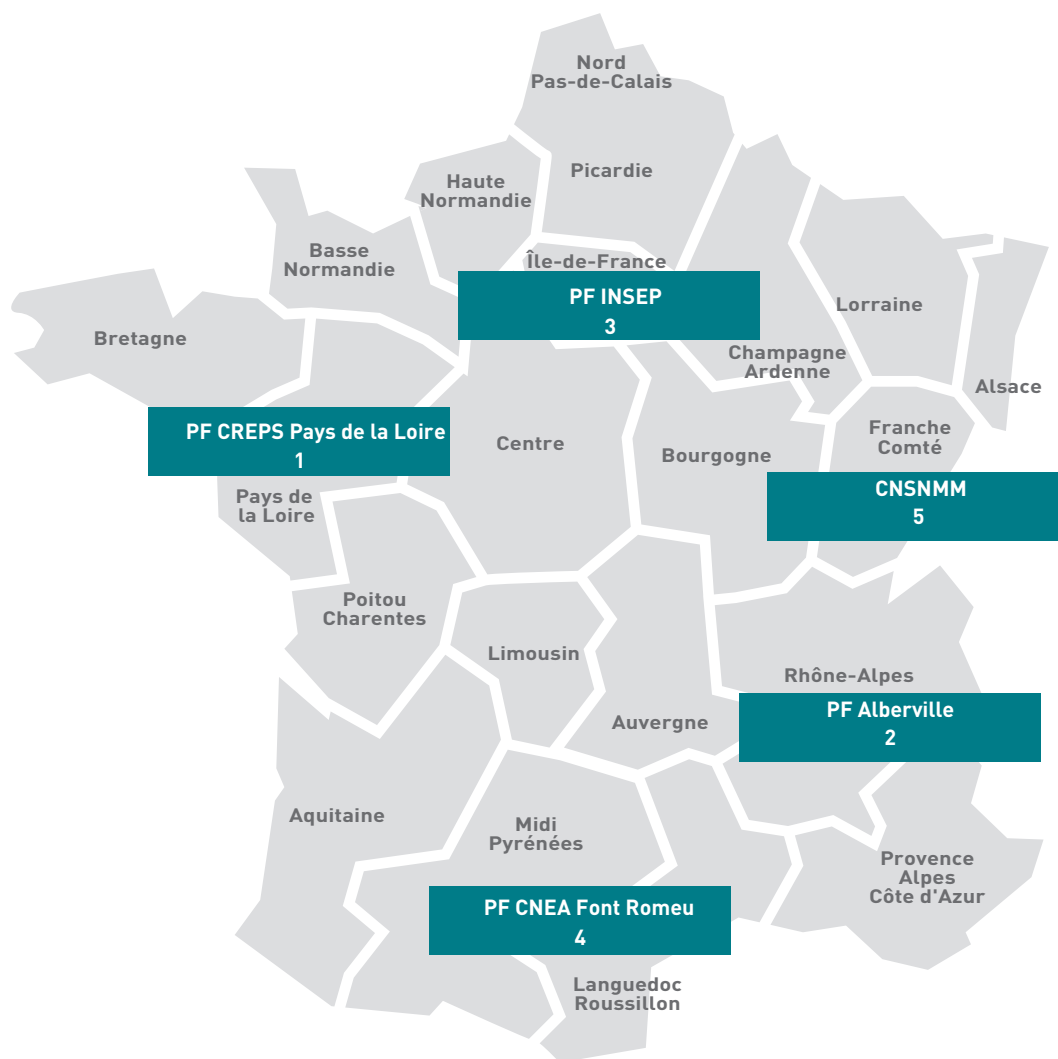 Nord
Pas-de-Calais
Picardie
Haute
Normandie
Basse
Normandie
Île-de-France
PF INSEP
3
Lorraine
Bretagne
Champagne
Ardenne
Alsace
PF CREPS Pays de la Loire
1
Centre
Bourgogne
Franche
Comté
CNSNMM
5
Pays de
la Loire
Poitou
Charentes
Limousin
Rhône-Alpes
Auvergne
PF Alberville
2
Aquitaine
Midi
Pyrénées
Provence
Alpes
Côte d'Azur
PF CNEA Font Romeu
4
Languedoc
Roussillon